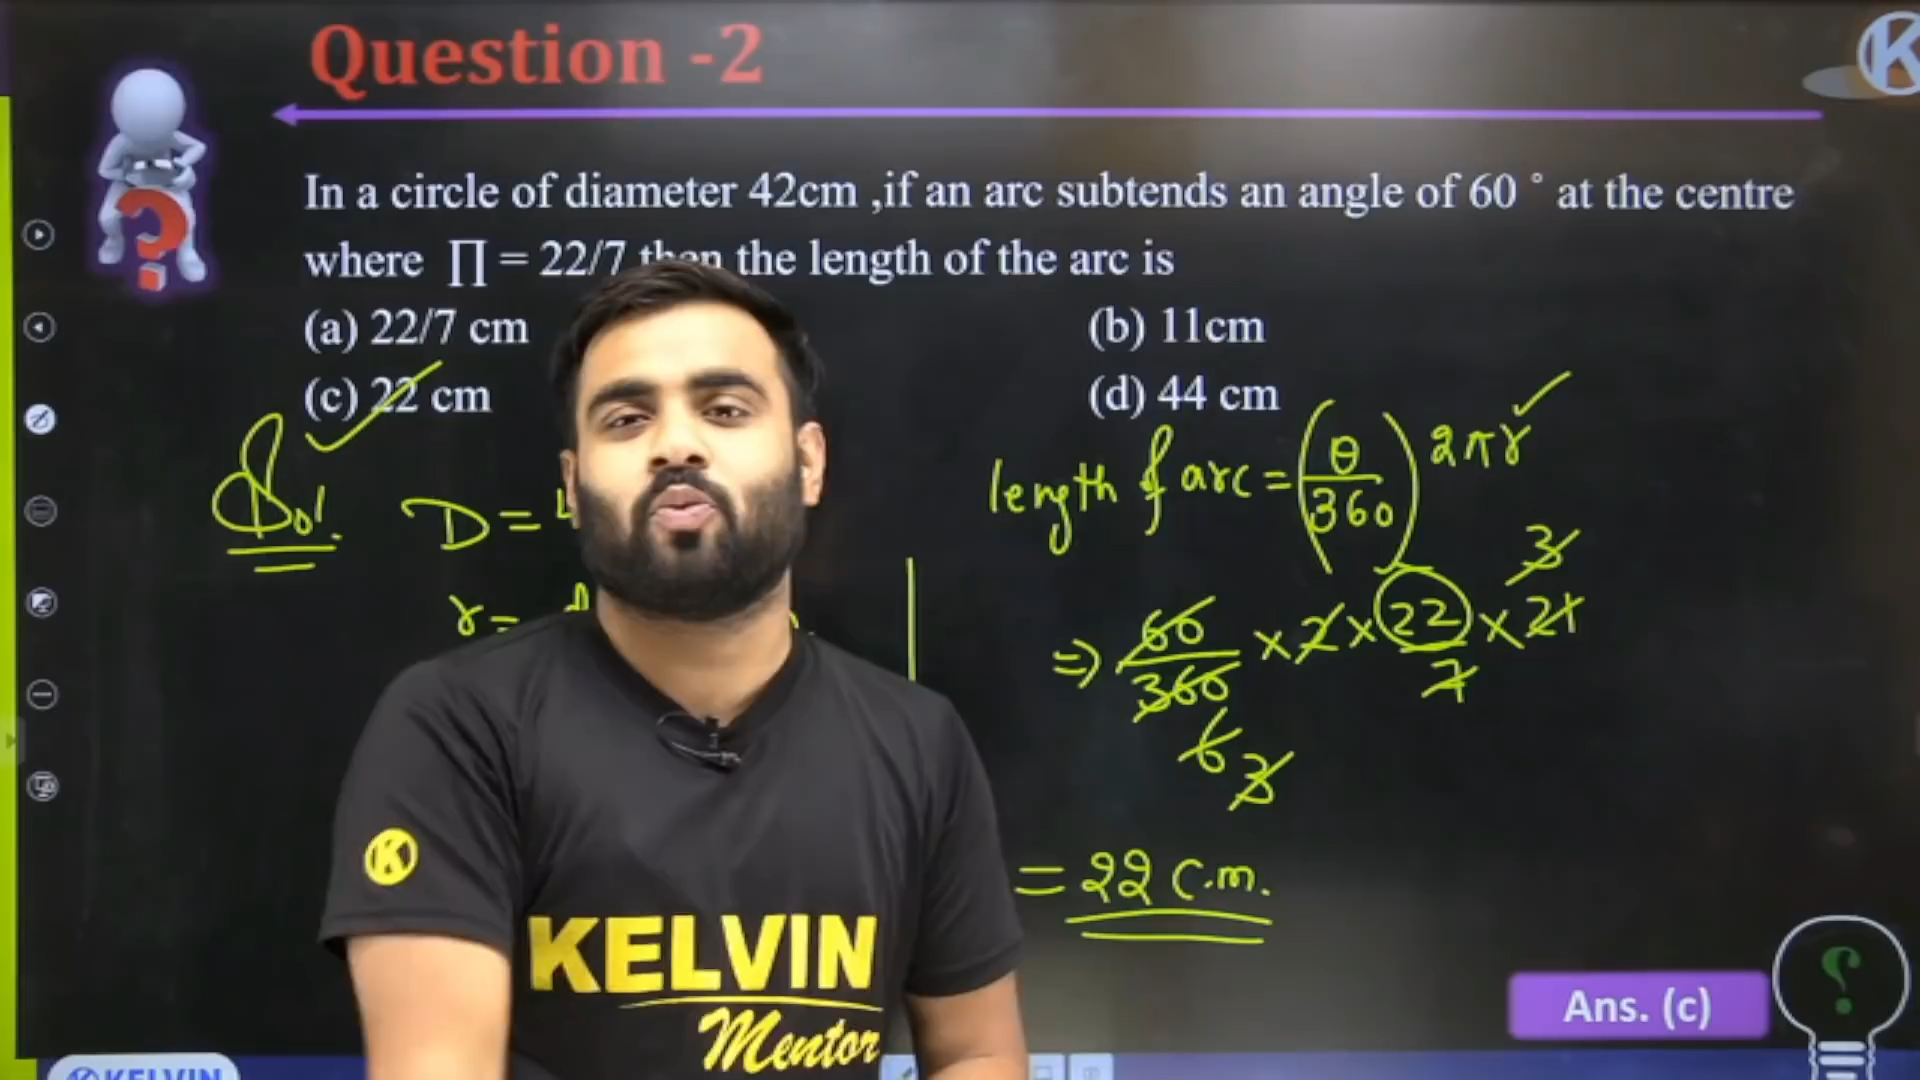 Question -2
K
In a circle of diameter 42cm ,if an arc subtends an angle of 60 ° at the centre
where ∏ = 22/7 then the length of the arc is
(a) 22/7 cm
(b) 11cm
(c) 22 cm
(d) 44 cm
Sol.
D =
r =
length of arc = (θ/360) 2πr
3
⇒ 60/360 × 2 × 22/7 × 21
6 3
= 22 c.m.
K
KELVIN
Mentor
Ans. (c)
?
KELVIN